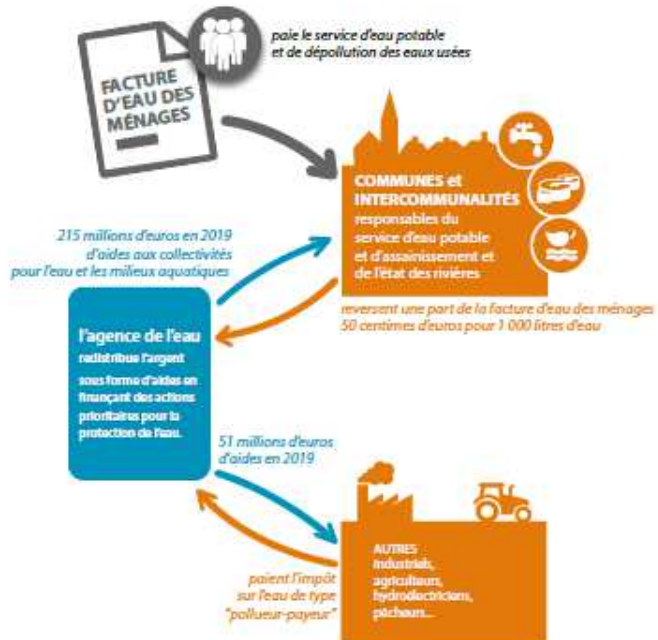 paie le service d'eau potable
et de dépollution des eaux usées
FACTURE
D'EAU DES
MÉNAGES
COMMUNES et
INTERCOMMUNALITÉS
responsables du
service d'eau potable
et d'assainissement et
de l'état des rivières
215 millions d'euros en 2019
d'aides aux collectivités
pour l'eau et les milieux aquatiques
reversent une part de la facture d'eau des ménages
50 centimes d'euros pour 1 000 litres d'eau
l'agence de l'eau
redistribue l'argent
sous forme d'aides en
finançant des actions
prioritaires pour la
protection de l'eau.
51 millions d'euros
d'aides en 2019
AUTRES
industriels,
agriculteurs,
hydroélectriciens,
pêcheurs...
paient l'impôt
sur l'eau de type
"pollueur-payeur"